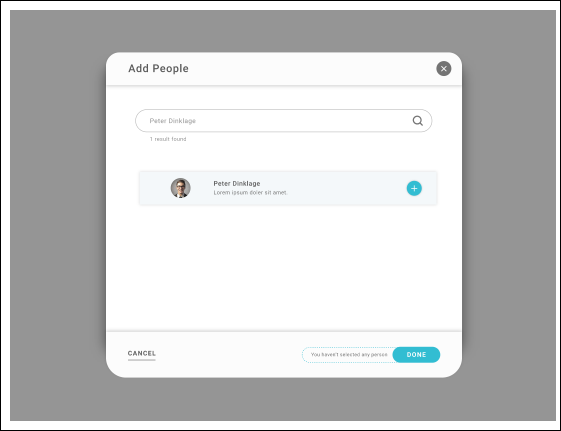 Add People
Peter Dinklage
1 result found
Peter Dinklage
Lorem ipsum doler sit amet.
CANCEL
You haven't selected any person
DONE